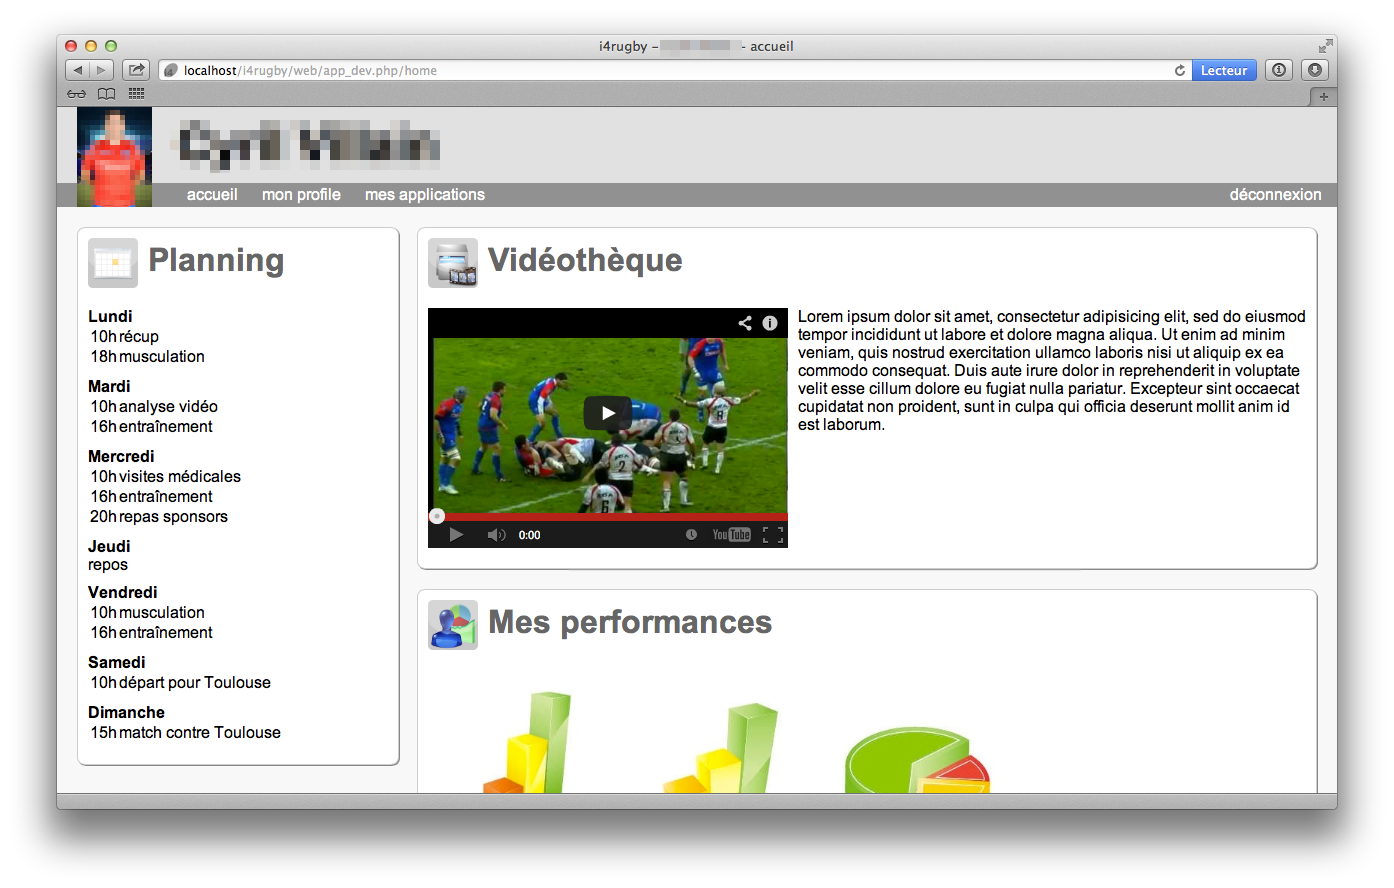 i4rugby – - accueil
localhost/i4rugby/web/app_dev.php/home
Lecteur
accueil mon profile mes applications déconnexion
Planning
Lundi
10h récup
18h musculation
Mardi
10h analyse vidéo
16h entraînement
Mercredi
10h visites médicales
16h entraînement
20h repas sponsors
Jeudi
repos
Vendredi
10h musculation
16h entraînement
Samedi
10h départ pour Toulouse
Dimanche
15h match contre Toulouse
Vidéothèque
0:00
YouTube
Lorem ipsum dolor sit amet, consectetur adipisicing elit, sed do eiusmod
tempor incididunt ut labore et dolore magna aliqua. Ut enim ad minim
veniam, quis nostrud exercitation ullamco laboris nisi ut aliquip ex ea
commodo consequat. Duis aute irure dolor in reprehenderit in voluptate
velit esse cillum dolore eu fugiat nulla pariatur. Excepteur sint occaecat
cupidatat non proident, sunt in culpa qui officia deserunt mollit anim id
est laborum.
Mes performances